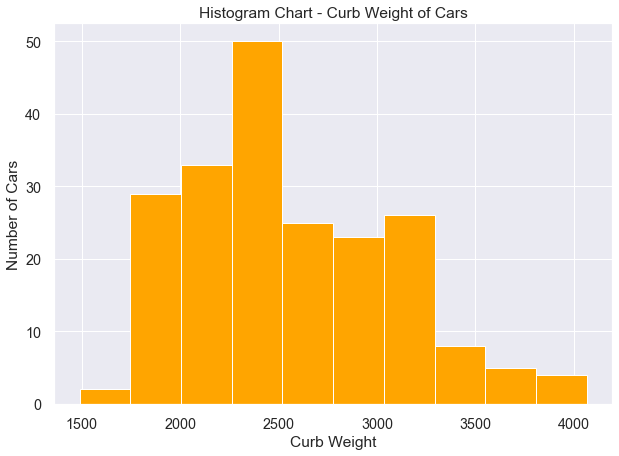 Histogram Chart - Curb Weight of Cars
50
40
30
20
10
0
Number of Cars
1500 2000 2500 3000 3500 4000
Curb Weight